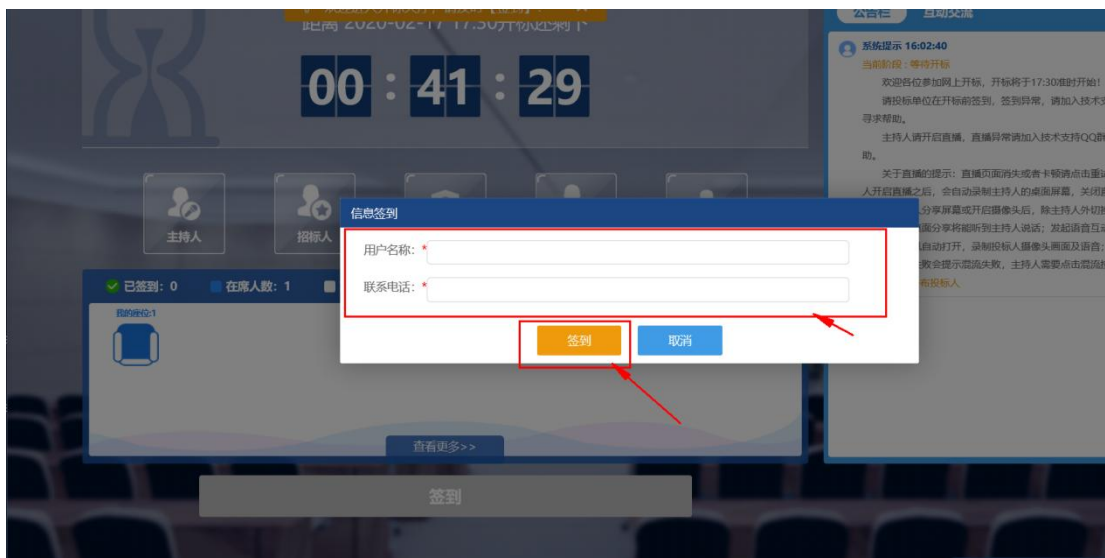 公告栏 互动交流
距离 2020-02-17 17:30开标还剩下
00 : 41 : 29
系统提示 16:02:40
当前阶段：等待开标
欢迎各位参加网上开标，开标将于17:30准时开始！
请投标单位在开标前签到，签到异常，请加入技术支
寻求帮助。
主持人请开启直播，直播异常请加入技术支持QQ群
助。
关于直播的提示：直播页面消失或者卡顿请点击重
人开启直播之后，会自动录制主持人的桌面屏幕，关闭
分享屏幕或开启摄像头后，除主持人外切
面分享将能听到主持人说话；发起语音互动
自动打开，录制投标人摄像头画面及语音；
败会提示混流失败，主持人需要点击混流
布投标人
主持人
招标人
信息签到
用户名称：*
联系电话：*
签到 取消
已签到：0 在席人数：1
我的座位:1
查看更多>>
签到